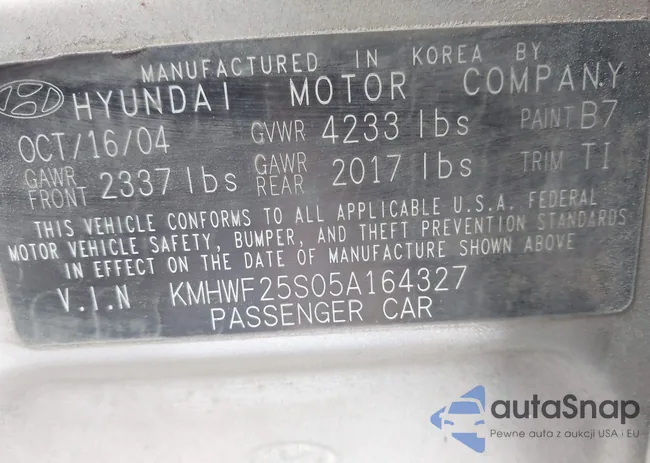 MANUFACTURED IN KOREA BY
HYUNDAI MOTOR COMPANY
OCT/16/04 GVWR 4233 lbs PAINT B7
GAWR FRONT 2337 lbs GAWR REAR 2017 lbs TRIM TI
THIS VEHICLE CONFORMS TO ALL APPLICABLE U.S.A. FEDERAL
MOTOR VEHICLE SAFETY, BUMPER, AND THEFT PREVENTION STANDARDS
IN EFFECT ON THE DATE OF MANUFACTURE SHOWN ABOVE
V.I.N KMHWF25S05A164327
PASSENGER CAR
autaSnap
Pewne auta z aukcji USA i EU